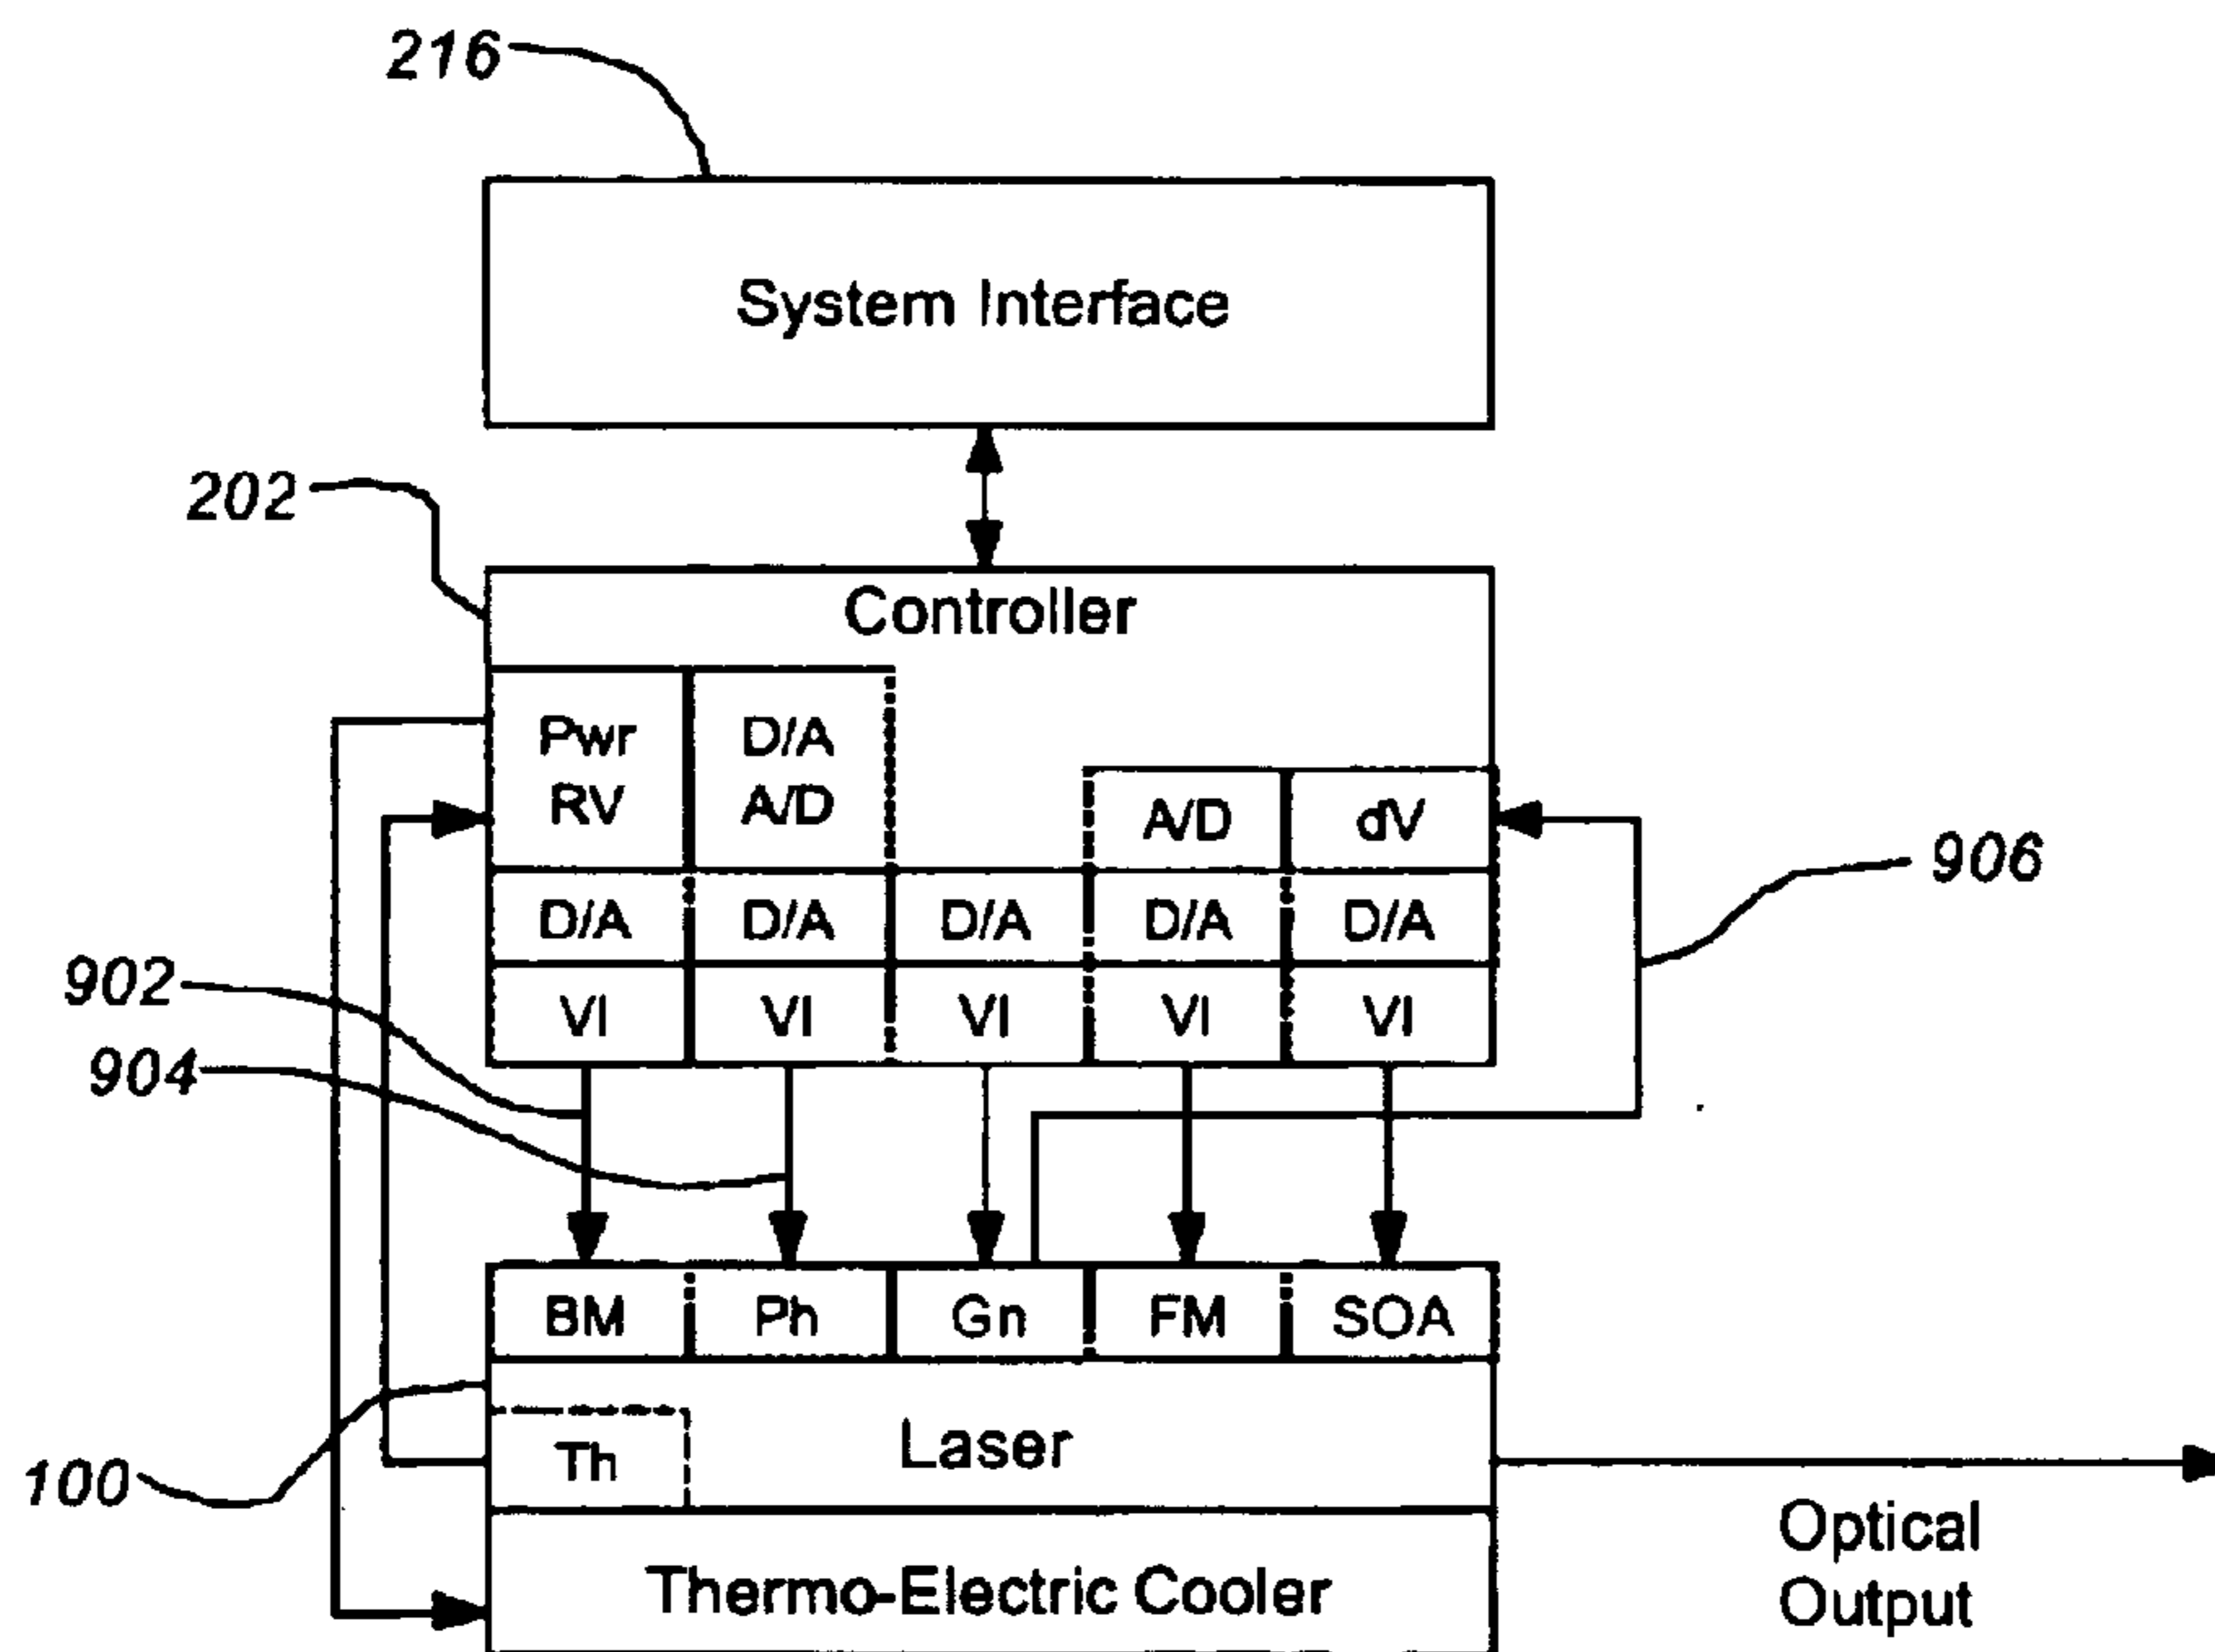 216
System Interface
202
Controller
Pwr D/A
RV A/D
A/D dV
906
D/A D/A D/A D/A D/A
902
VI VI VI VI VI
904
BM Ph Gn FM SOA
Laser
Th
100
Optical
Output
Thermo-Electric Cooler